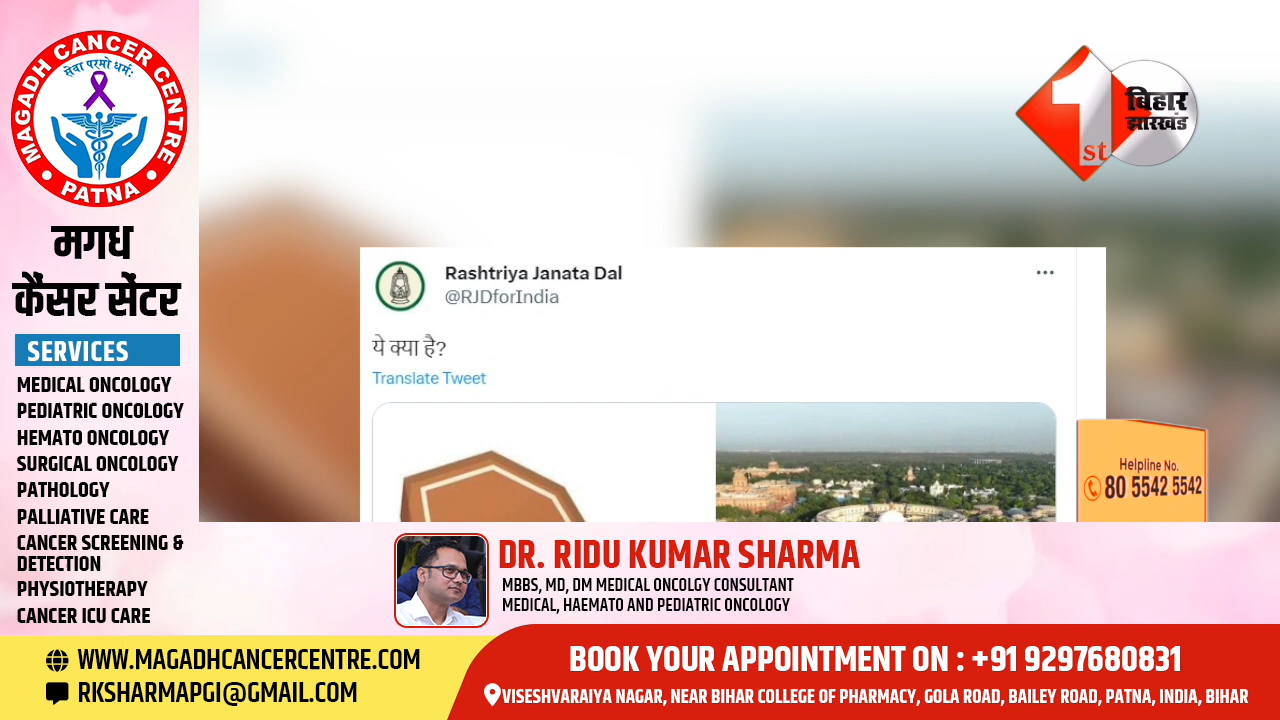 MAGADH CANCER CENTRE
सेवा परमो धर्मः
• PATNA •
मगध
कैंसर सेंटर
SERVICES
MEDICAL ONCOLOGY
PEDIATRIC ONCOLOGY
HEMATO ONCOLOGY
SURGICAL ONCOLOGY
PATHOLOGY
PALLIATIVE CARE
CANCER SCREENING &
DETECTION
PHYSIOTHERAPY
CANCER ICU CARE
1st
बिहार
झारखंड
Rashtriya Janata Dal
@RJDforIndia
ये क्या है?
Translate Tweet
Helpline No.
80 5542 5542
DR. RIDU KUMAR SHARMA
MBBS, MD, DM MEDICAL ONCOLGY CONSULTANT
MEDICAL, HAEMATO AND PEDIATRIC ONCOLOGY
WWW.MAGADHCANCERCENTRE.COM
RKSHARMAPGI@GMAIL.COM
BOOK YOUR APPOINTMENT ON : +91 9297680831
VISESHVARAIYA NAGAR, NEAR BIHAR COLLEGE OF PHARMACY, GOLA ROAD, BAILEY ROAD, PATNA, INDIA, BIHAR